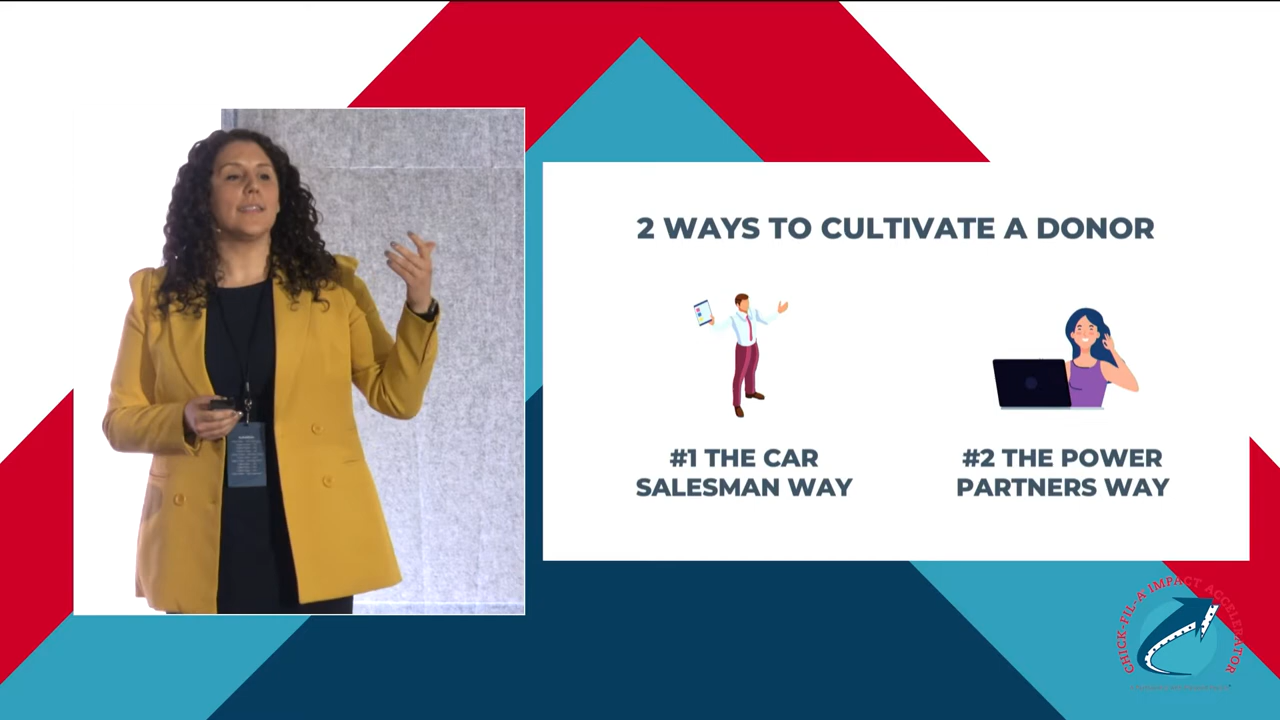 2 WAYS TO CULTIVATE A DONOR
#1 THE CAR
SALESMAN WAY
#2 THE POWER
PARTNERS WAY
CHICK-FIL-A IMPACT ACCELERATOR